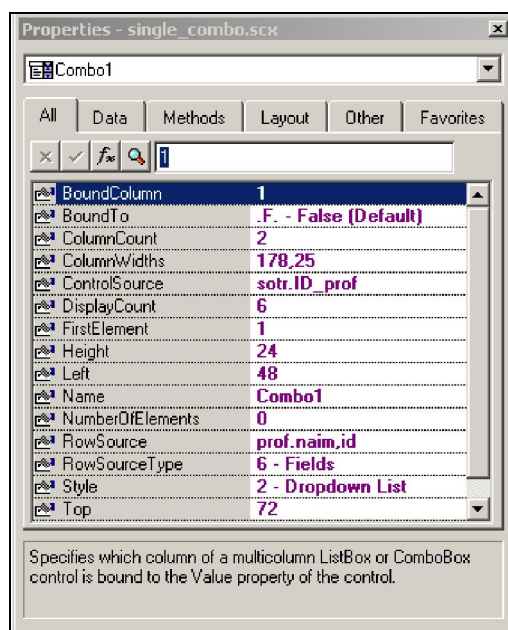 Properties - single_combo.scx
Combo1
All Data Methods Layout Other Favorites
1
BoundColumn 1
BoundTo .F. - False (Default)
ColumnCount 2
ColumnWidths 178,25
ControlSource sotr.ID_prof
DisplayCount 6
FirstElement 1
Height 24
Left 48
Name Combo1
NumberOfElements 0
RowSource prof.naim,id
RowSourceType 6 - Fields
Style 2 - Dropdown List
Top 72
Specifies which column of a multicolumn ListBox or ComboBox
control is bound to the Value property of the control.